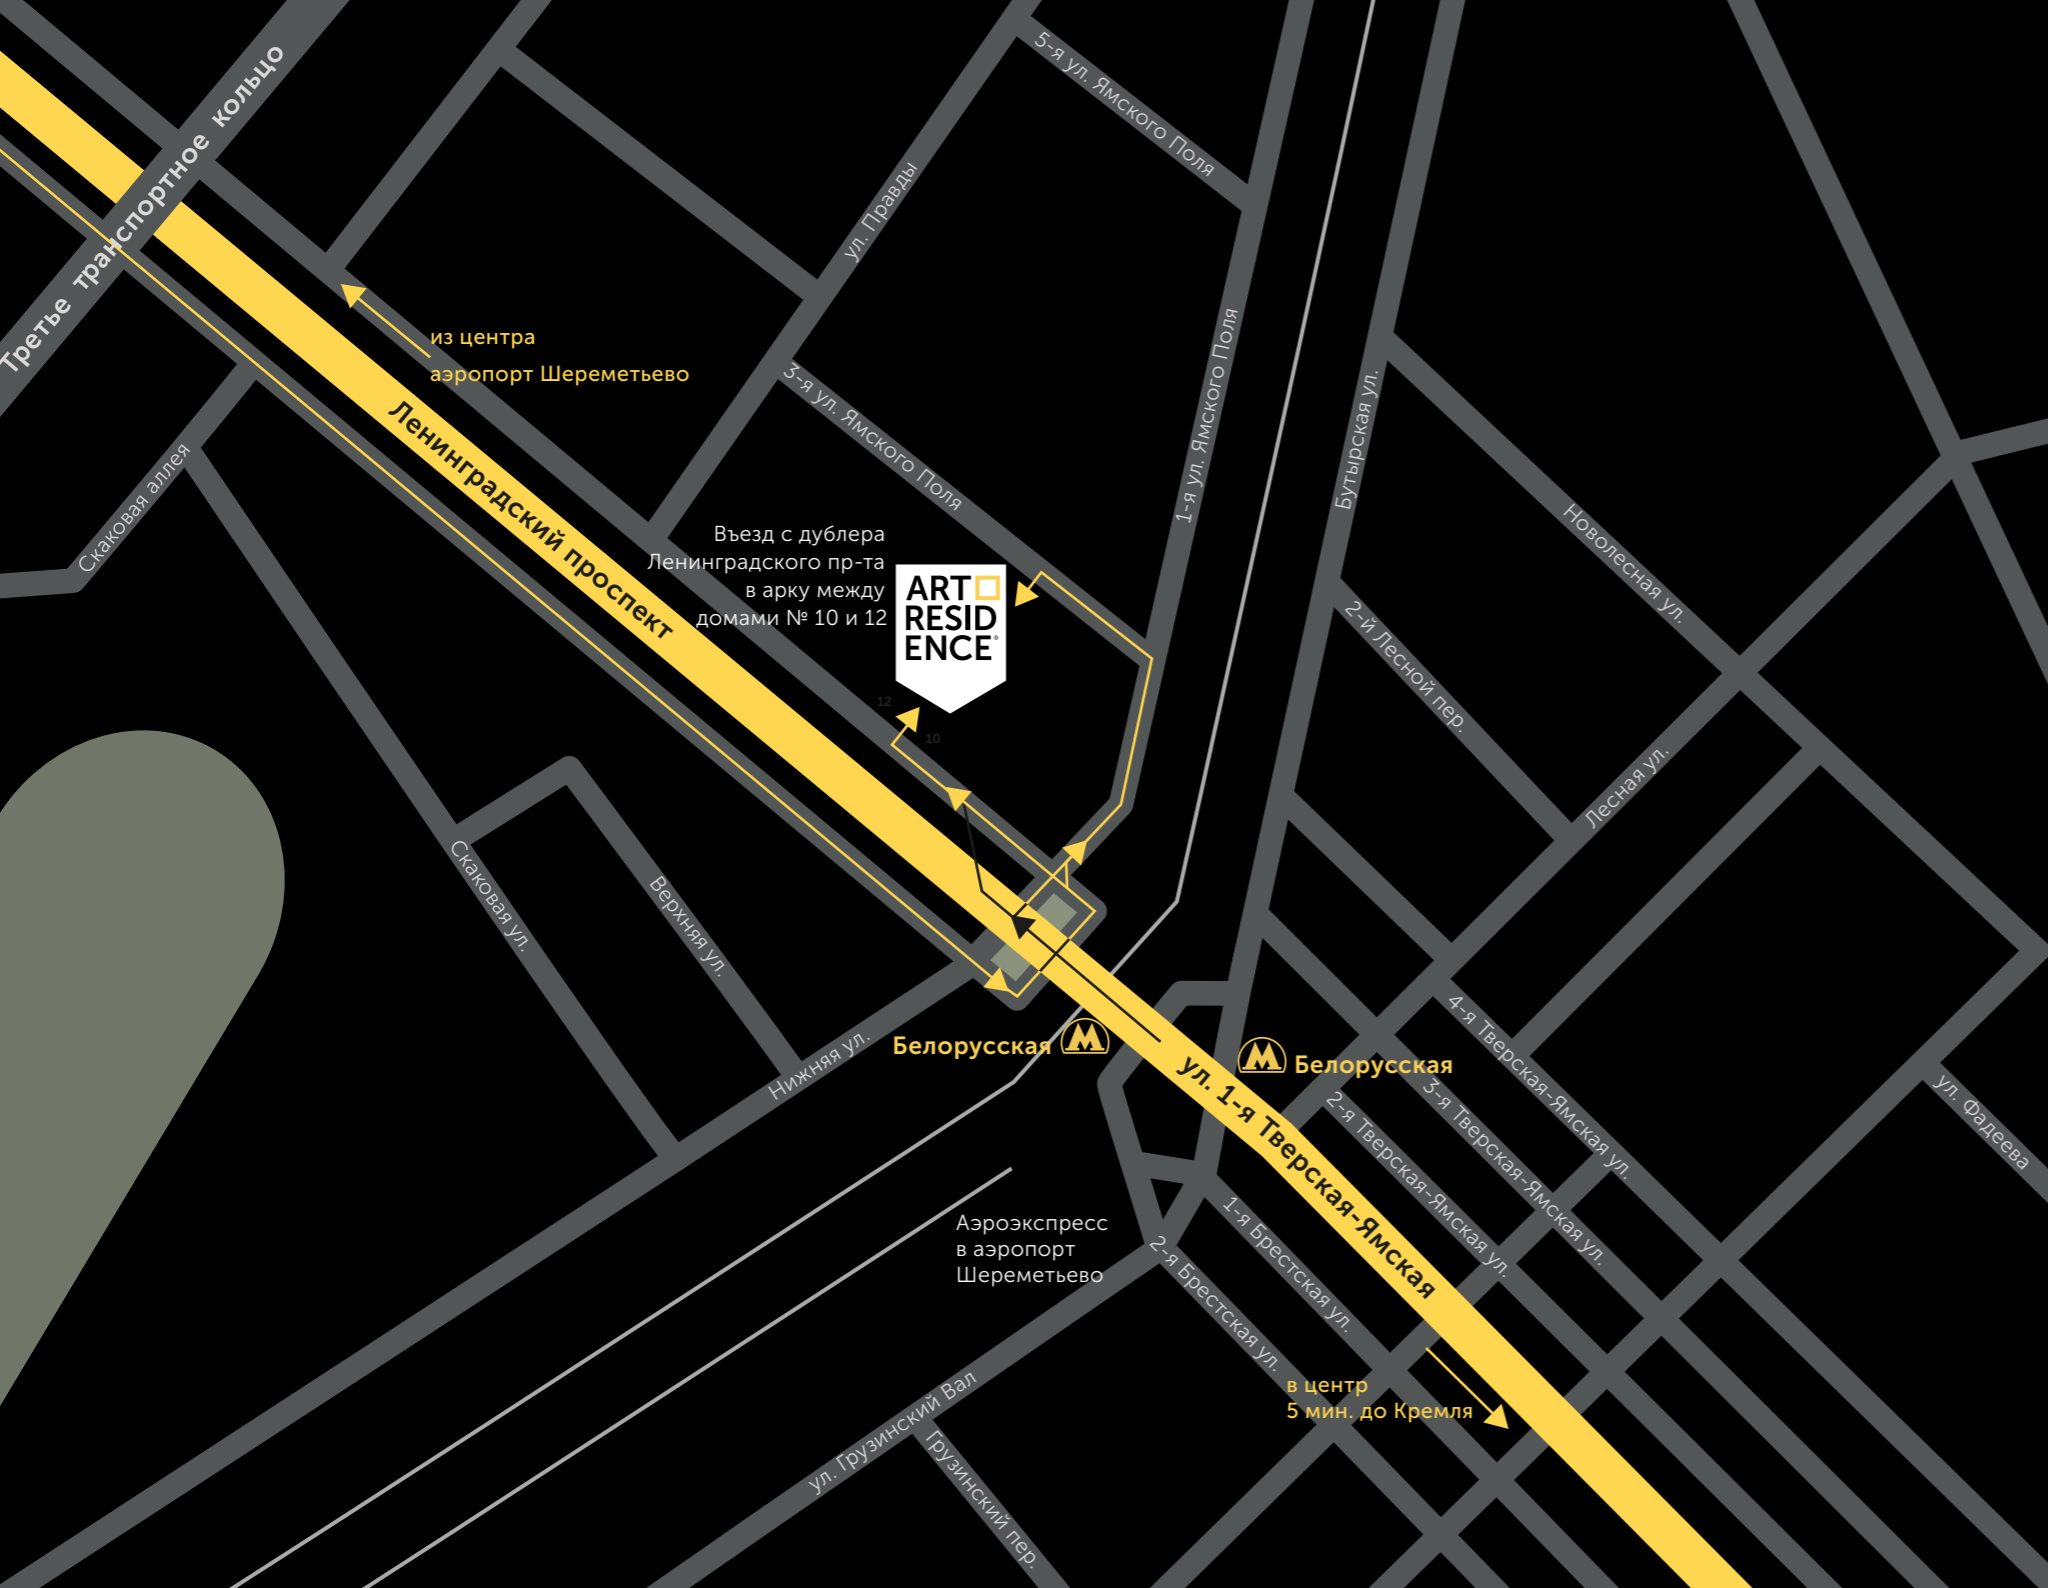 5-я ул. Ямского Поля
Третье транспортное кольцо
ул. Правды
из центра
аэропорт Шереметьево
1-я ул. Ямского Поля
3-я ул. Ямского Поля
Бутырская ул.
Ленинградский проспект
Скаковая аллея
Новолесная ул.
Въезд с дублера
Ленинградского пр-та
в арку между
домами № 10 и 12
ART
RESID
ENCE®
2-й Лесной пер.
12
10
Лесная ул.
Скаковая ул.
Верхняя ул.
Нижняя ул.
Белорусская
Белорусская
ул. 1-я Тверская-Ямская
4-я Тверская-Ямская ул.
3-я Тверская-Ямская ул.
2-я Тверская-Ямская ул.
ул. Фадеева
Аэроэкспресс
в аэропорт
Шереметьево
1-я Брестская ул.
2-я Брестская ул.
в центр
5 мин. до Кремля
ул. Грузинский Вал
Грузинский пер.